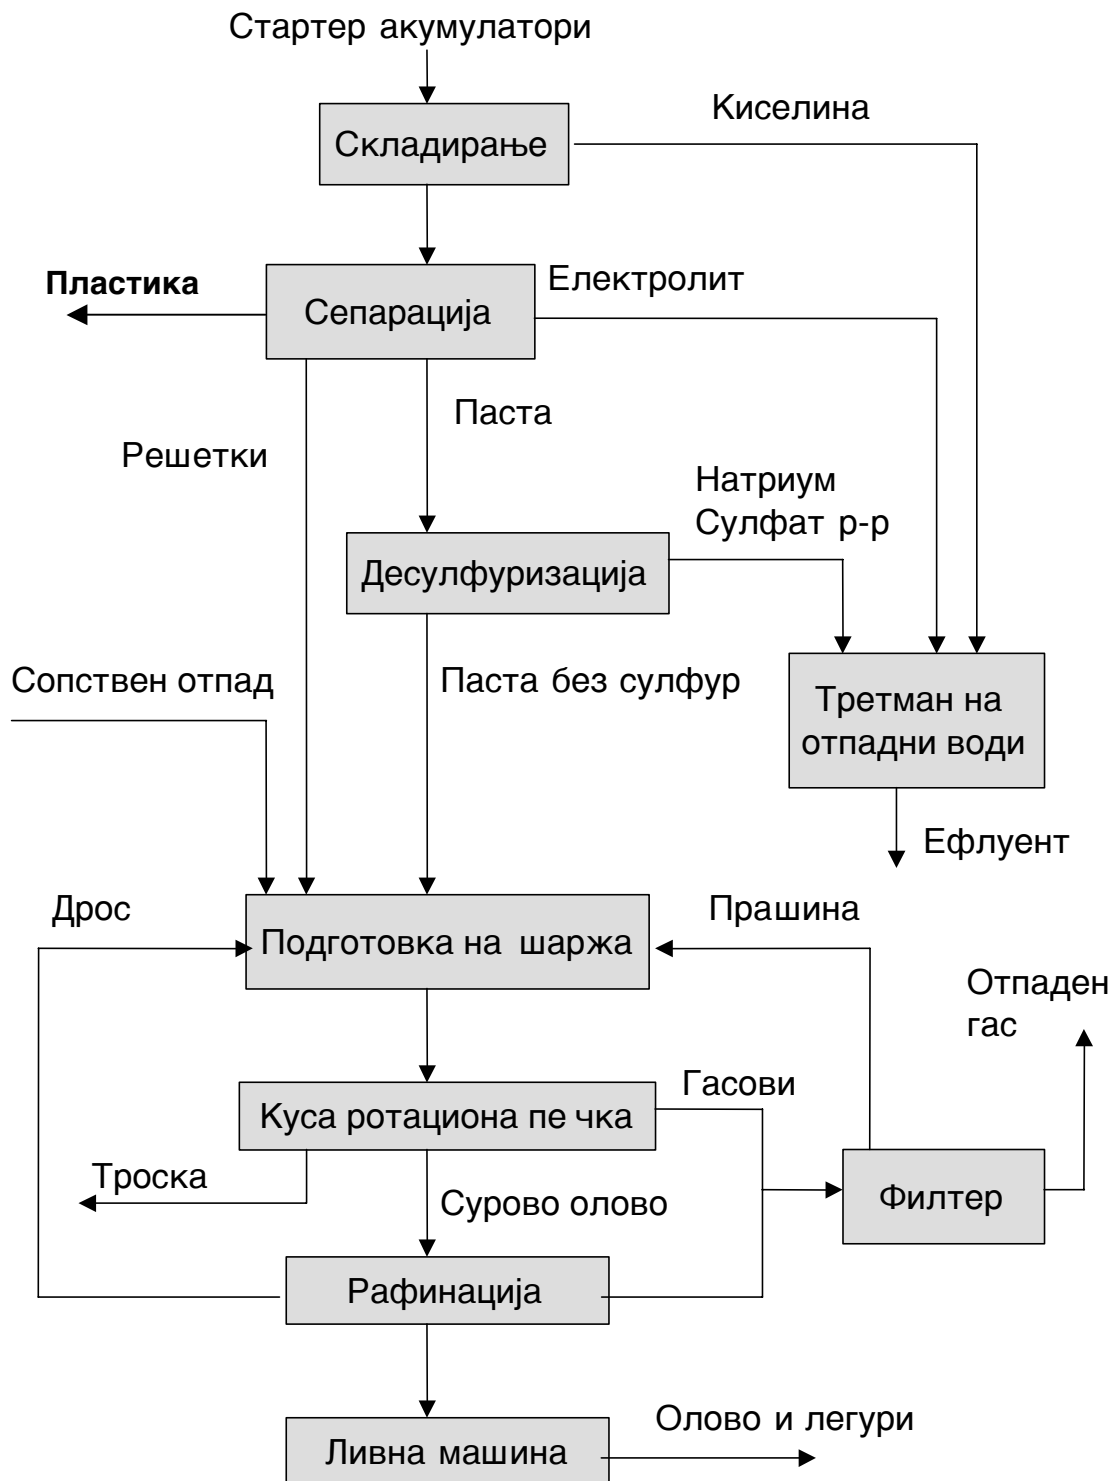 Стартер акумулатори
Киселина
Складирање
Пластика
Електролит
Сепарација
Паста
Решетки
Натриум
Сулфат р-р
Десулфуризација
Сопствен отпад
Паста без сулфур
Третман на
отпадни води
Ефлуент
Дрос
Прашина
Подготовка на шаржа
Отпаден
гас
Гасови
Куса ротациона пе чка
Троска
Сурово олово
Филтер
Рафинација
Олово и легури
Ливна машина